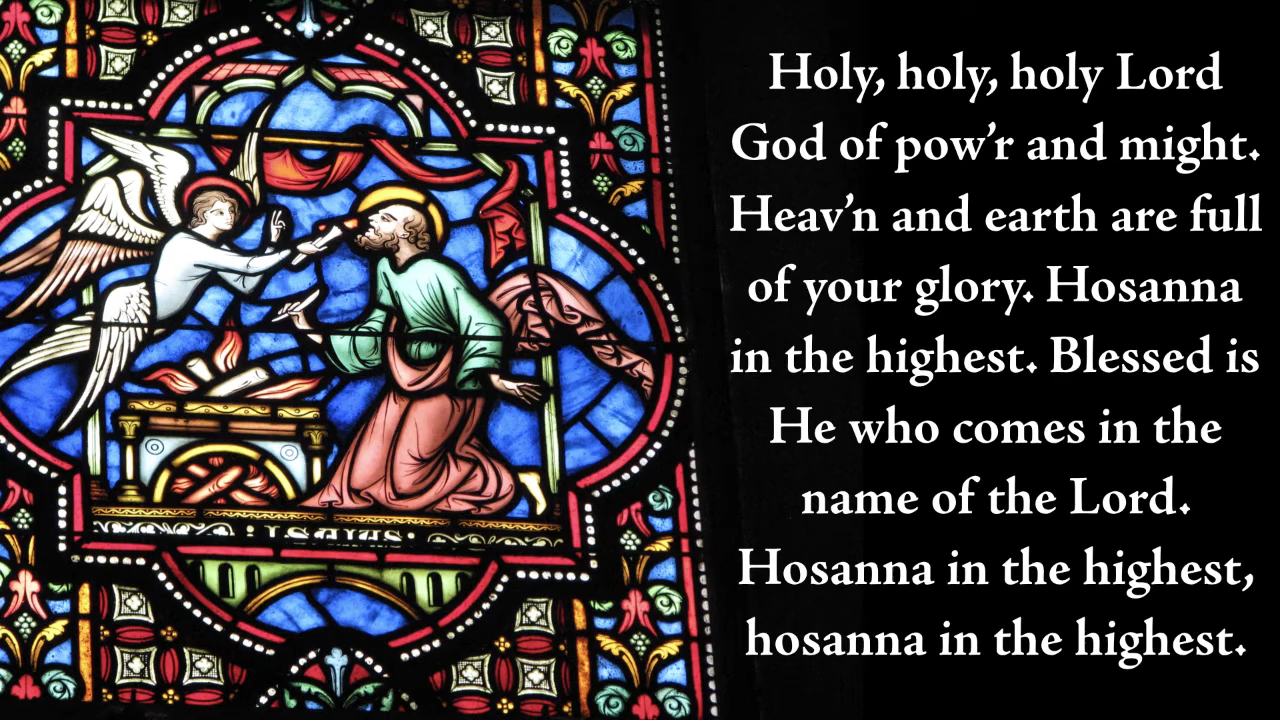 Holy, holy, holy Lord
God of pow’r and might.
Heav’n and earth are full
of your glory. Hosanna
in the highest. Blessed is
He who comes in the
name of the Lord.
Hosanna in the highest,
hosanna in the highest.